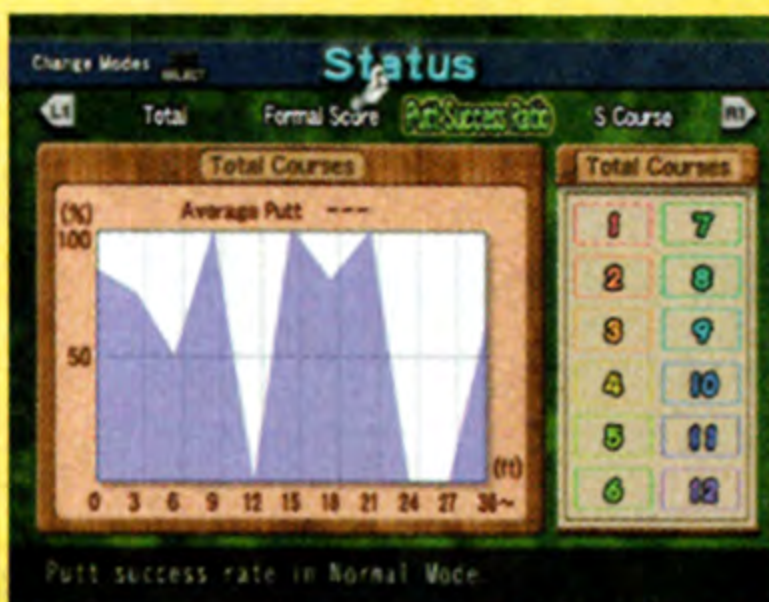 Change Modes SELECT
Status
L1 Total Formal Score Putt Success Ratio S Course R1
Total Courses
(%)
Average Putt ---
100
50
(ft)
0 3 6 9 12 15 18 21 24 27 30~
Total Courses
1 7
2 8
3 9
4 10
5 11
6 12
Putt success rate in Normal Mode.